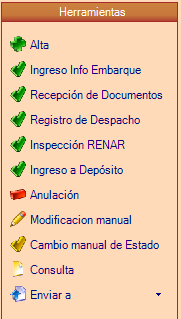 Herramientas
Alta
Ingreso Info Embarque
Recepción de Documentos
Registro de Despacho
Inspección RENAR
Ingreso a Depósito
Anulación
Modificacion manual
Cambio manual de Estado
Consulta
Enviar a